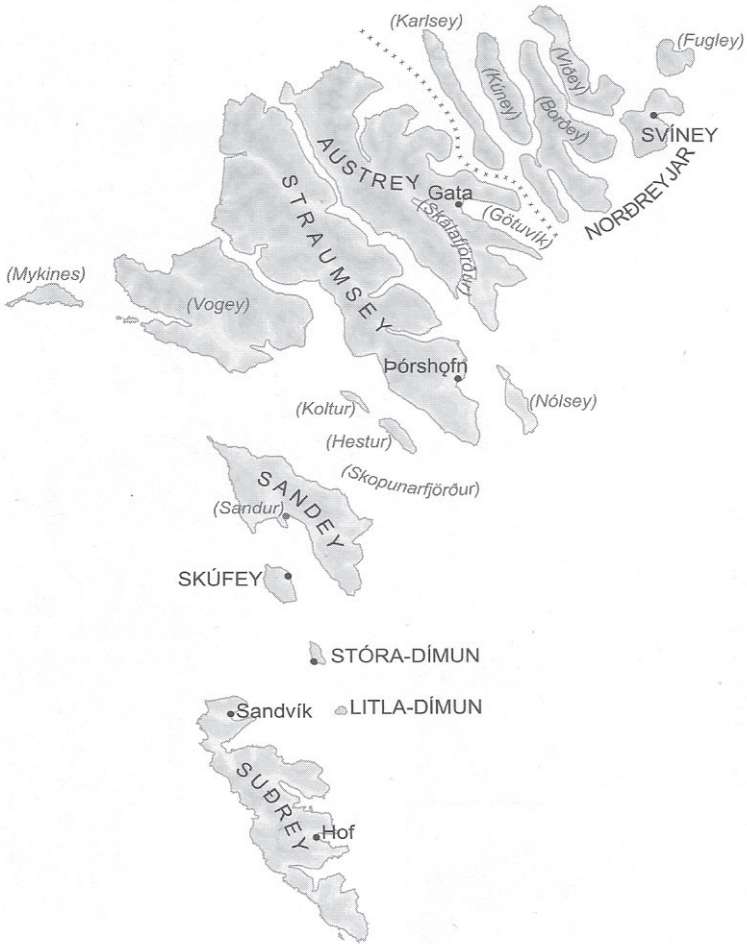 (Karlsey)
(Fugley)
(Viðey)
(Kúney)
(Borðey)
SVÍNEY
AUSTREY
Gata
(Götuvík)
NORÐREYJAR
(Skálafjörður)
STRAUMSEY
(Mykines)
(Vogey)
Þórshǫfn
(Koltur)
(Nólsey)
(Hestur)
(Skopunarfjörður)
SANDEY
(Sandur)
SKÚFEY
STÓRA-DÍMUN
Sandvík
LITLA-DÍMUN
SUÐREY
Hof